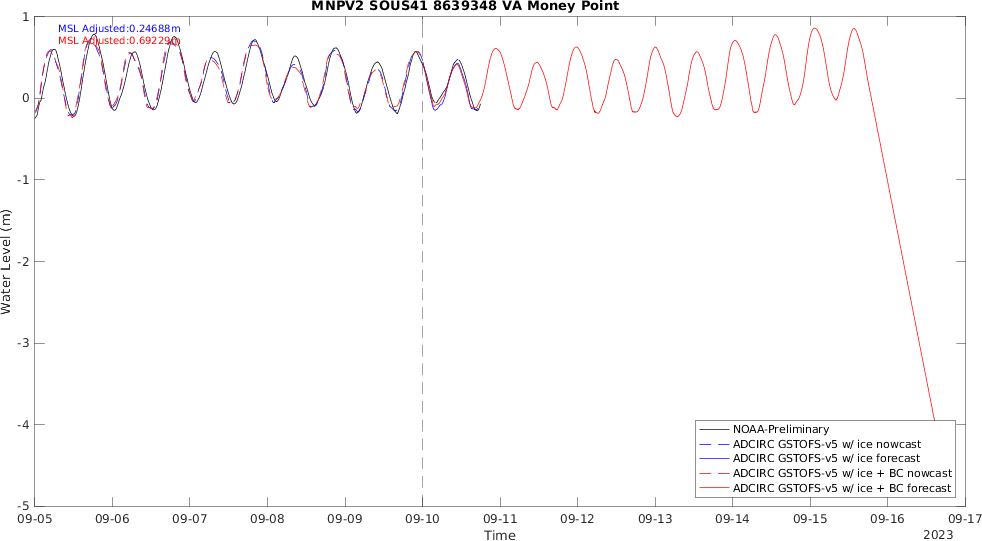 MNPV2 SOUS41 8639348 VA Money Point
MSL Adjusted:0.24688m
MSL Adjusted:0.6922
Water Level (m)
1
0
-1
-2
-3
-4
-5
NOAA-Preliminary
ADCIRC GSTOFS-v5 w/ ice nowcast
ADCIRC GSTOFS-v5 w/ ice forecast
ADCIRC GSTOFS-v5 w/ ice + BC nowcast
ADCIRC GSTOFS-v5 w/ ice + BC forecast
09-05 09-06 09-07 09-08 09-09 09-10 09-11 09-12 09-13 09-14 09-15 09-16 09-17
Time
2023